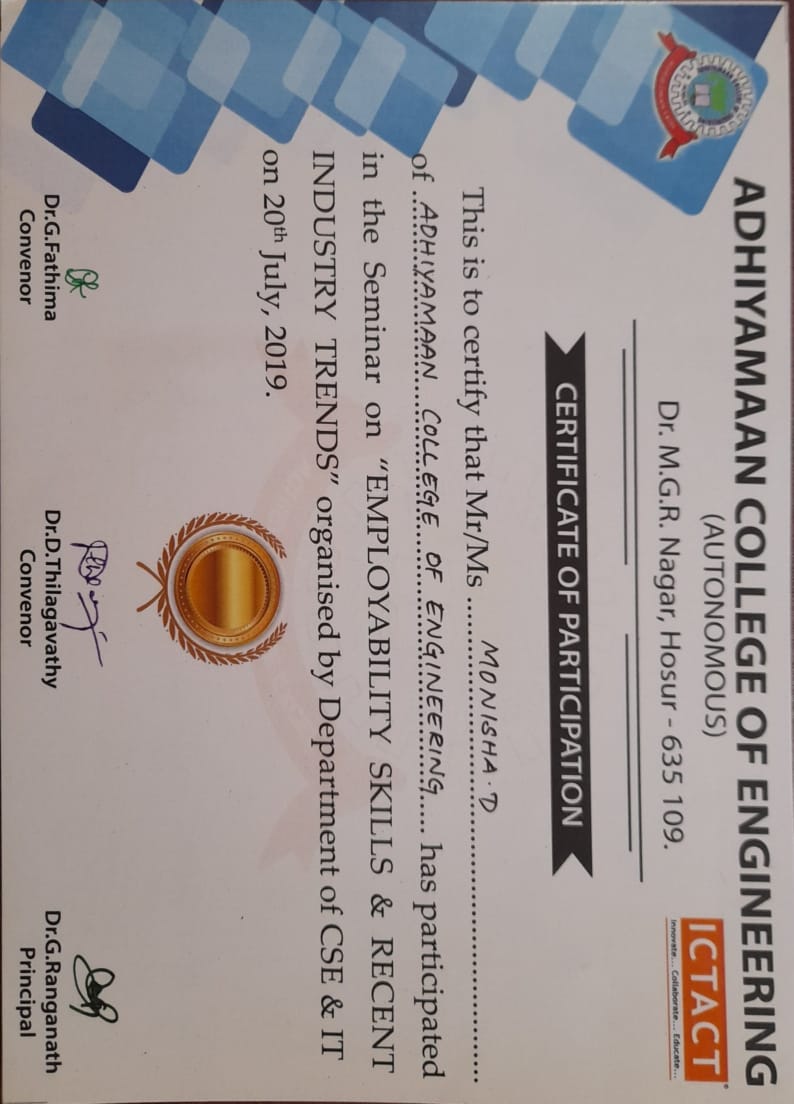 ADHIYAMAAN COLLEGE OF ENGINEERING
(AUTONOMOUS)
Dr. M.G.R. Nagar, Hosur - 635 109.
ICTACT
Innovate... Collaborate... Educate...
CERTIFICATE OF PARTICIPATION
This is to certify that Mr/Ms MONISHA.D
of ADHIYAMAAN COLLEGE OF ENGINEERING has participated
in the Seminar on “EMPLOYABILITY SKILLS & RECENT
INDUSTRY TRENDS” organised by Department of CSE & IT
on 20th July, 2019.
Dr.G.Fathima
Convenor
Dr.D.Thilagavathy
Convenor
Dr.G.Ranganath
Principal